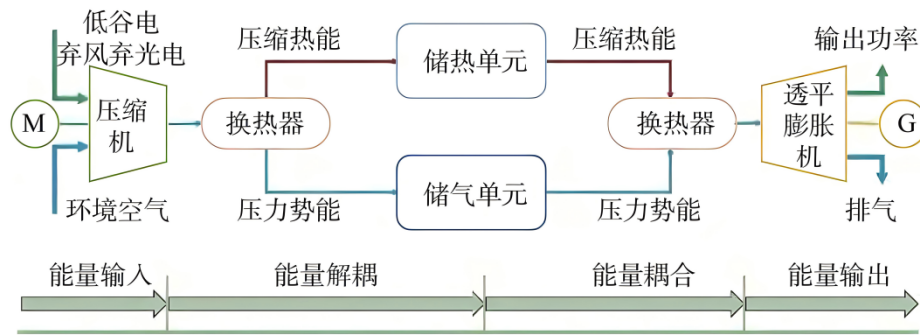 低谷电
弃风弃光电
压缩热能
储热单元
压缩热能
输出功率
M
压缩
机
换热器
换热器
透平
膨胀
机
G
环境空气
压力势能
储气单元
压力势能
排气
能量输入
能量解耦
能量耦合
能量输出